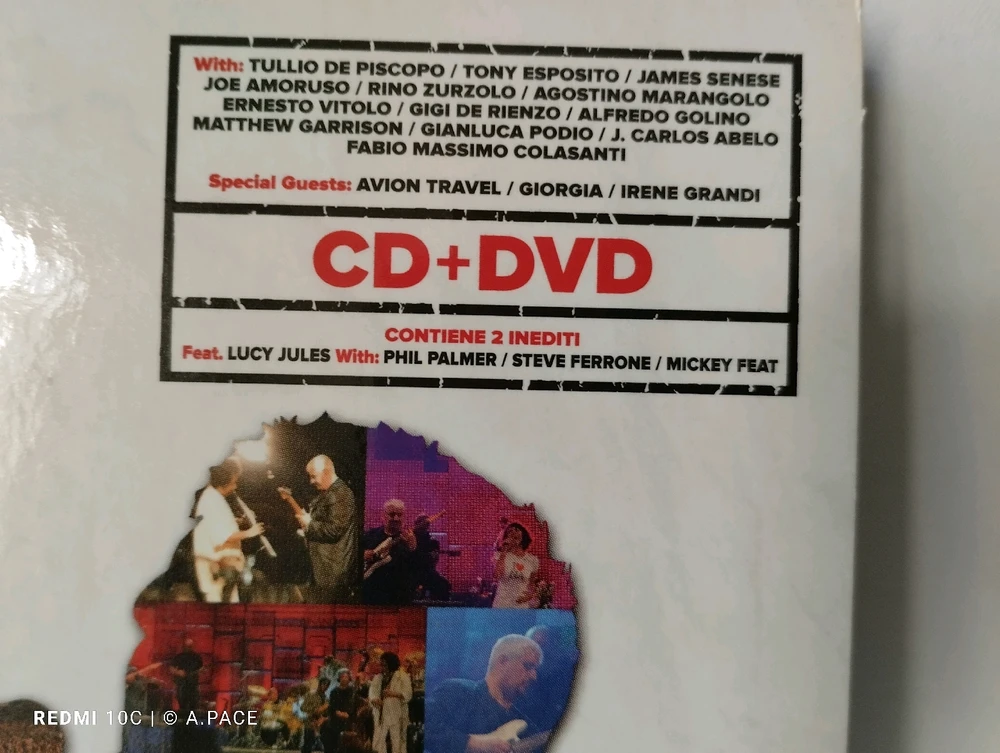 With: TULLIO DE PISCOPO / TONY ESPOSITO / JAMES SENESE
JOE AMORUSO / RINO ZURZOLO / AGOSTINO MARANGOLO
ERNESTO VITOLO / GIGI DE RIENZO / ALFREDO GOLINO
MATTHEW GARRISON / GIANLUCA PODIO / J. CARLOS ABELO
FABIO MASSIMO COLASANTI
Special Guests: AVION TRAVEL / GIORGIA / IRENE GRANDI
CD+DVD
CONTIENE 2 INEDITI
Feat. LUCY JULES With: PHIL PALMER / STEVE FERRONE / MICKEY FEAT
REDMI 10C | © A.PACE